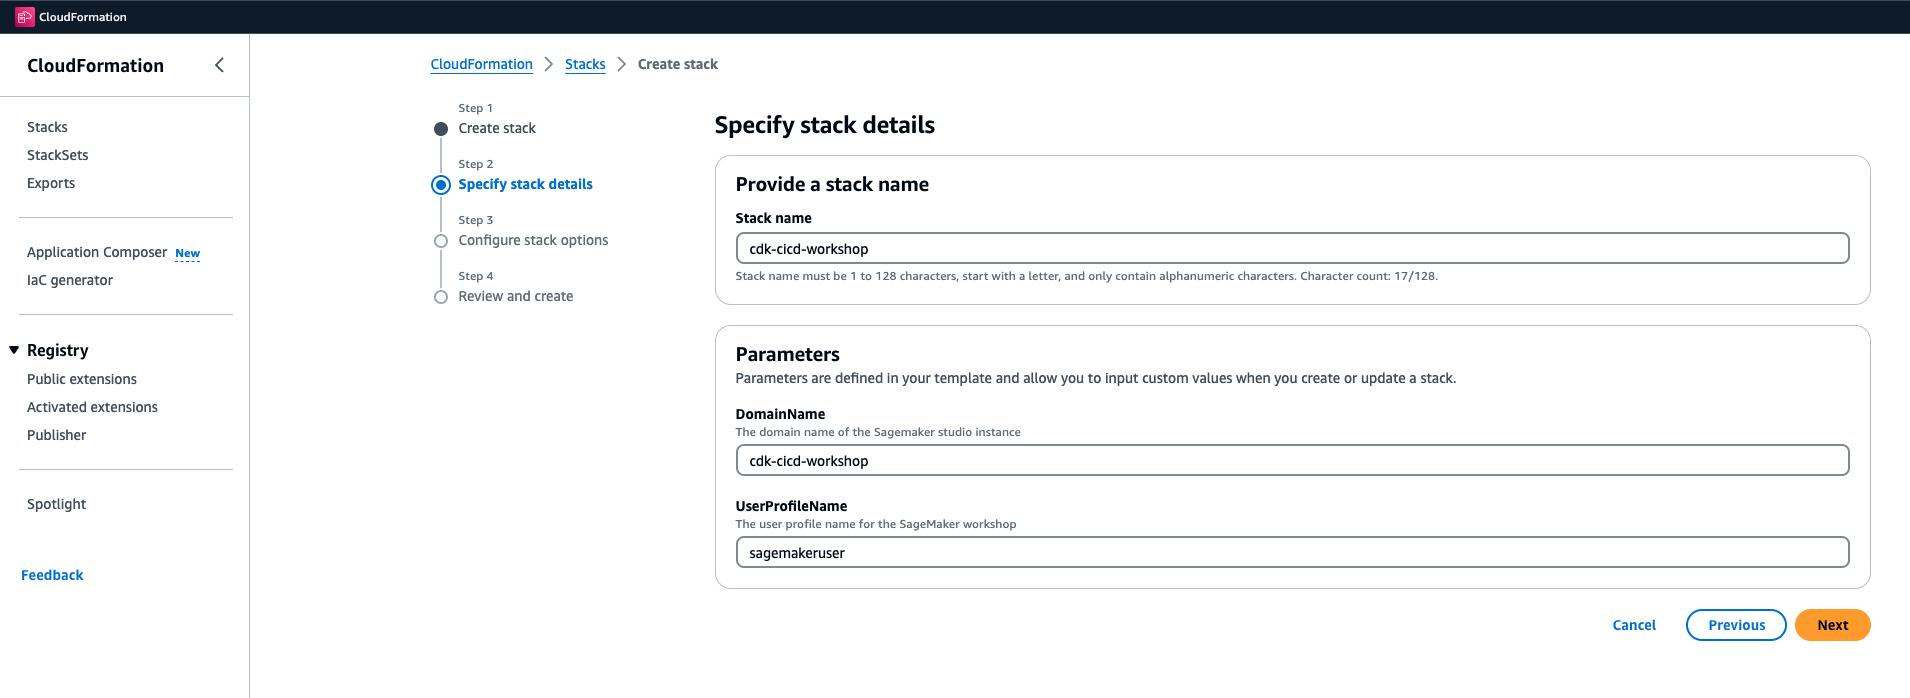 CloudFormation
CloudFormation
Stacks
StackSets
Exports
Application Composer New
IaC generator
Registry
Public extensions
Activated extensions
Publisher
Spotlight
Feedback
CloudFormation Stacks Create stack
Step 1
Create stack
Step 2
Specify stack details
Step 3
Configure stack options
Step 4
Review and create
Specify stack details
Provide a stack name
Stack name
cdk-cicd-workshop
Stack name must be 1 to 128 characters, start with a letter, and only contain alphanumeric characters. Character count: 17/128.
Parameters
Parameters are defined in your template and allow you to input custom values when you create or update a stack.
DomainName
The domain name of the Sagemaker studio instance
cdk-cicd-workshop
UserProfileName
The user profile name for the SageMaker workshop
sagemakeruser
Cancel Previous Next